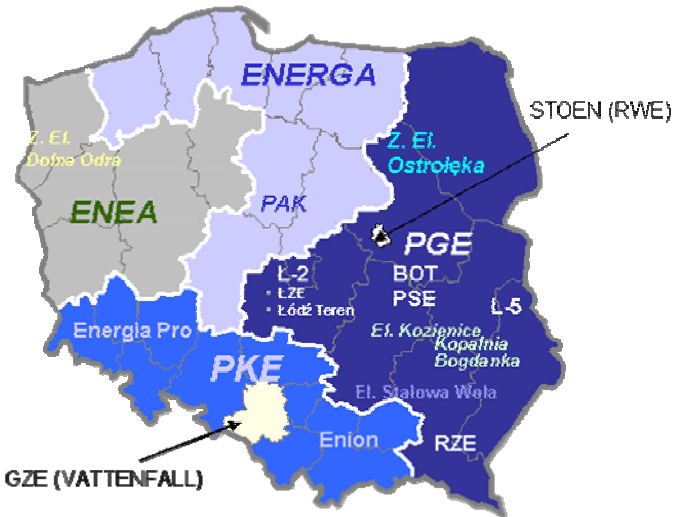 ENERGA
STOEN (RWE)
Z. El.
Dolna Odra
Z. El.
Ostrołęka
ENEA
PAK
PGE
Ł-2
• ŁZE
• Łódź Teren
BOT
PSE
Ł-5
Energia Pro
El. Kozienice
Kopalnia
Bogdanka
PKE
El. Stalowa Wola
Enion
RZE
GZE (VATTENFALL)